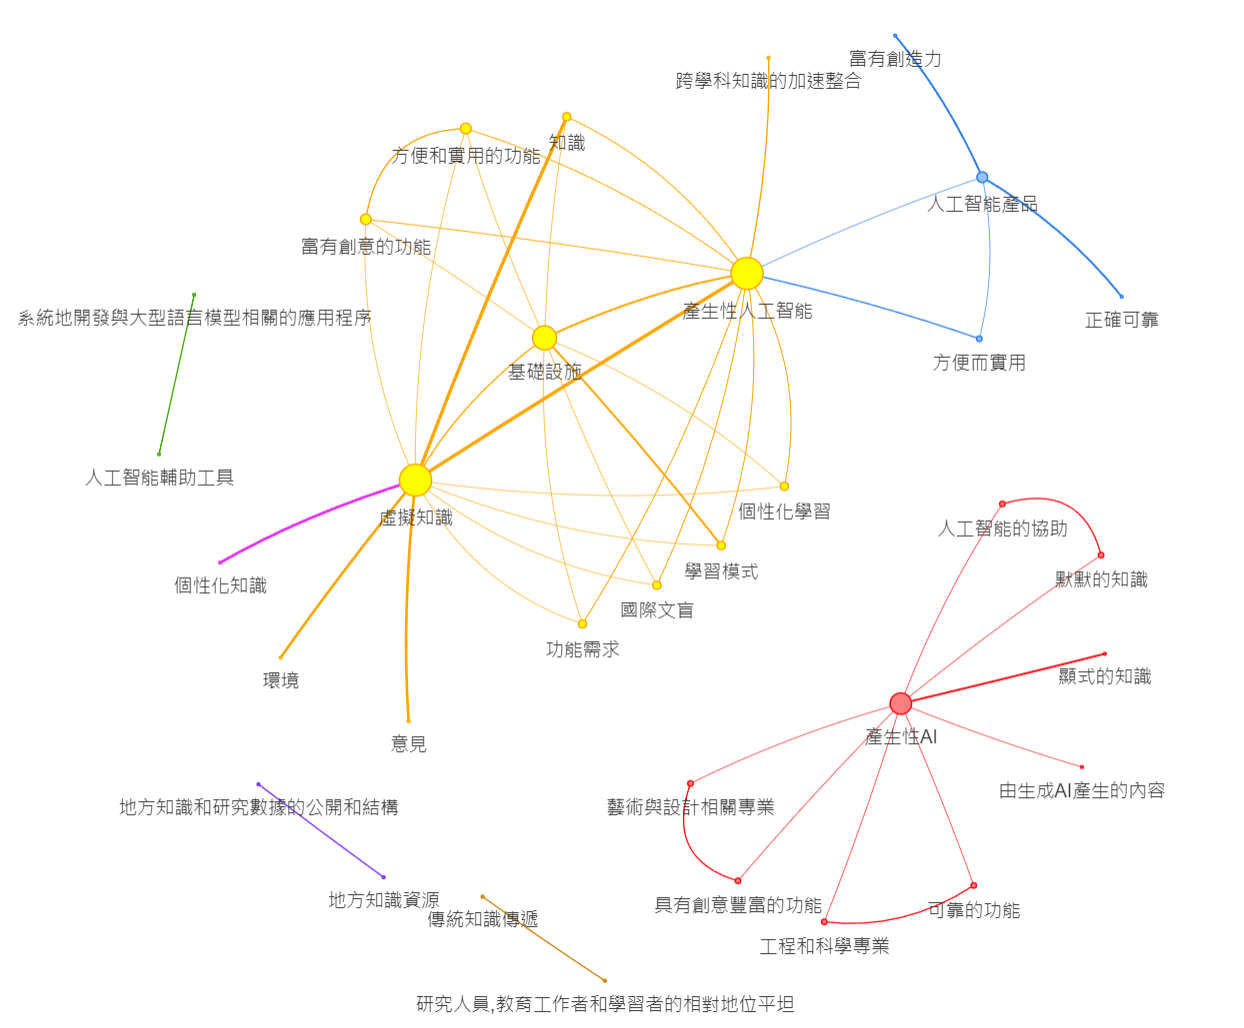 富有創造力
跨學科知識的加速整合
知識
方便和實用的功能
人工智能產品
富有創意的功能
產生性人工智能
系統地開發與大型語言模型相關的應用程序
正確可靠
方便而實用
基礎設施
人工智能輔助工具
個性化學習
虛擬知識
人工智能的協助
學習模式
默默的知識
個性化知識
國際文盲
功能需求
顯式的知識
環境
產生性AI
意見
由生成AI產生的內容
地方知識和研究數據的公開和結構
藝術與設計相關專業
地方知識資源
具有創意豐富的功能
可靠的功能
傳統知識傳遞
工程和科學專業
研究人員,教育工作者和學習者的相對地位平坦